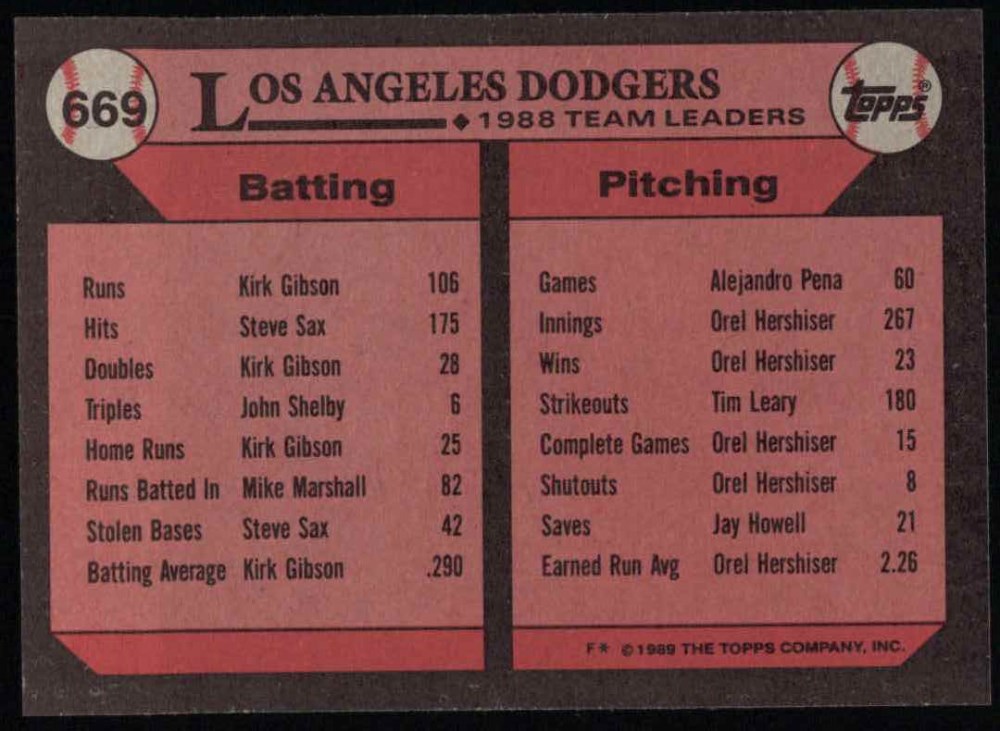 669
LOS ANGELES DODGERS
1988 TEAM LEADERS
Topps®
Batting
Runs Kirk Gibson 106
Hits Steve Sax 175
Doubles Kirk Gibson 28
Triples John Shelby 6
Home Runs Kirk Gibson 25
Runs Batted In Mike Marshall 82
Stolen Bases Steve Sax 42
Batting Average Kirk Gibson .290
Pitching
Games Alejandro Pena 60
Innings Orel Hershiser 267
Wins Orel Hershiser 23
Strikeouts Tim Leary 180
Complete Games Orel Hershiser 15
Shutouts Orel Hershiser 8
Saves Jay Howell 21
Earned Run Avg Orel Hershiser 2.26
F* © 1989 THE TOPPS COMPANY, INC.